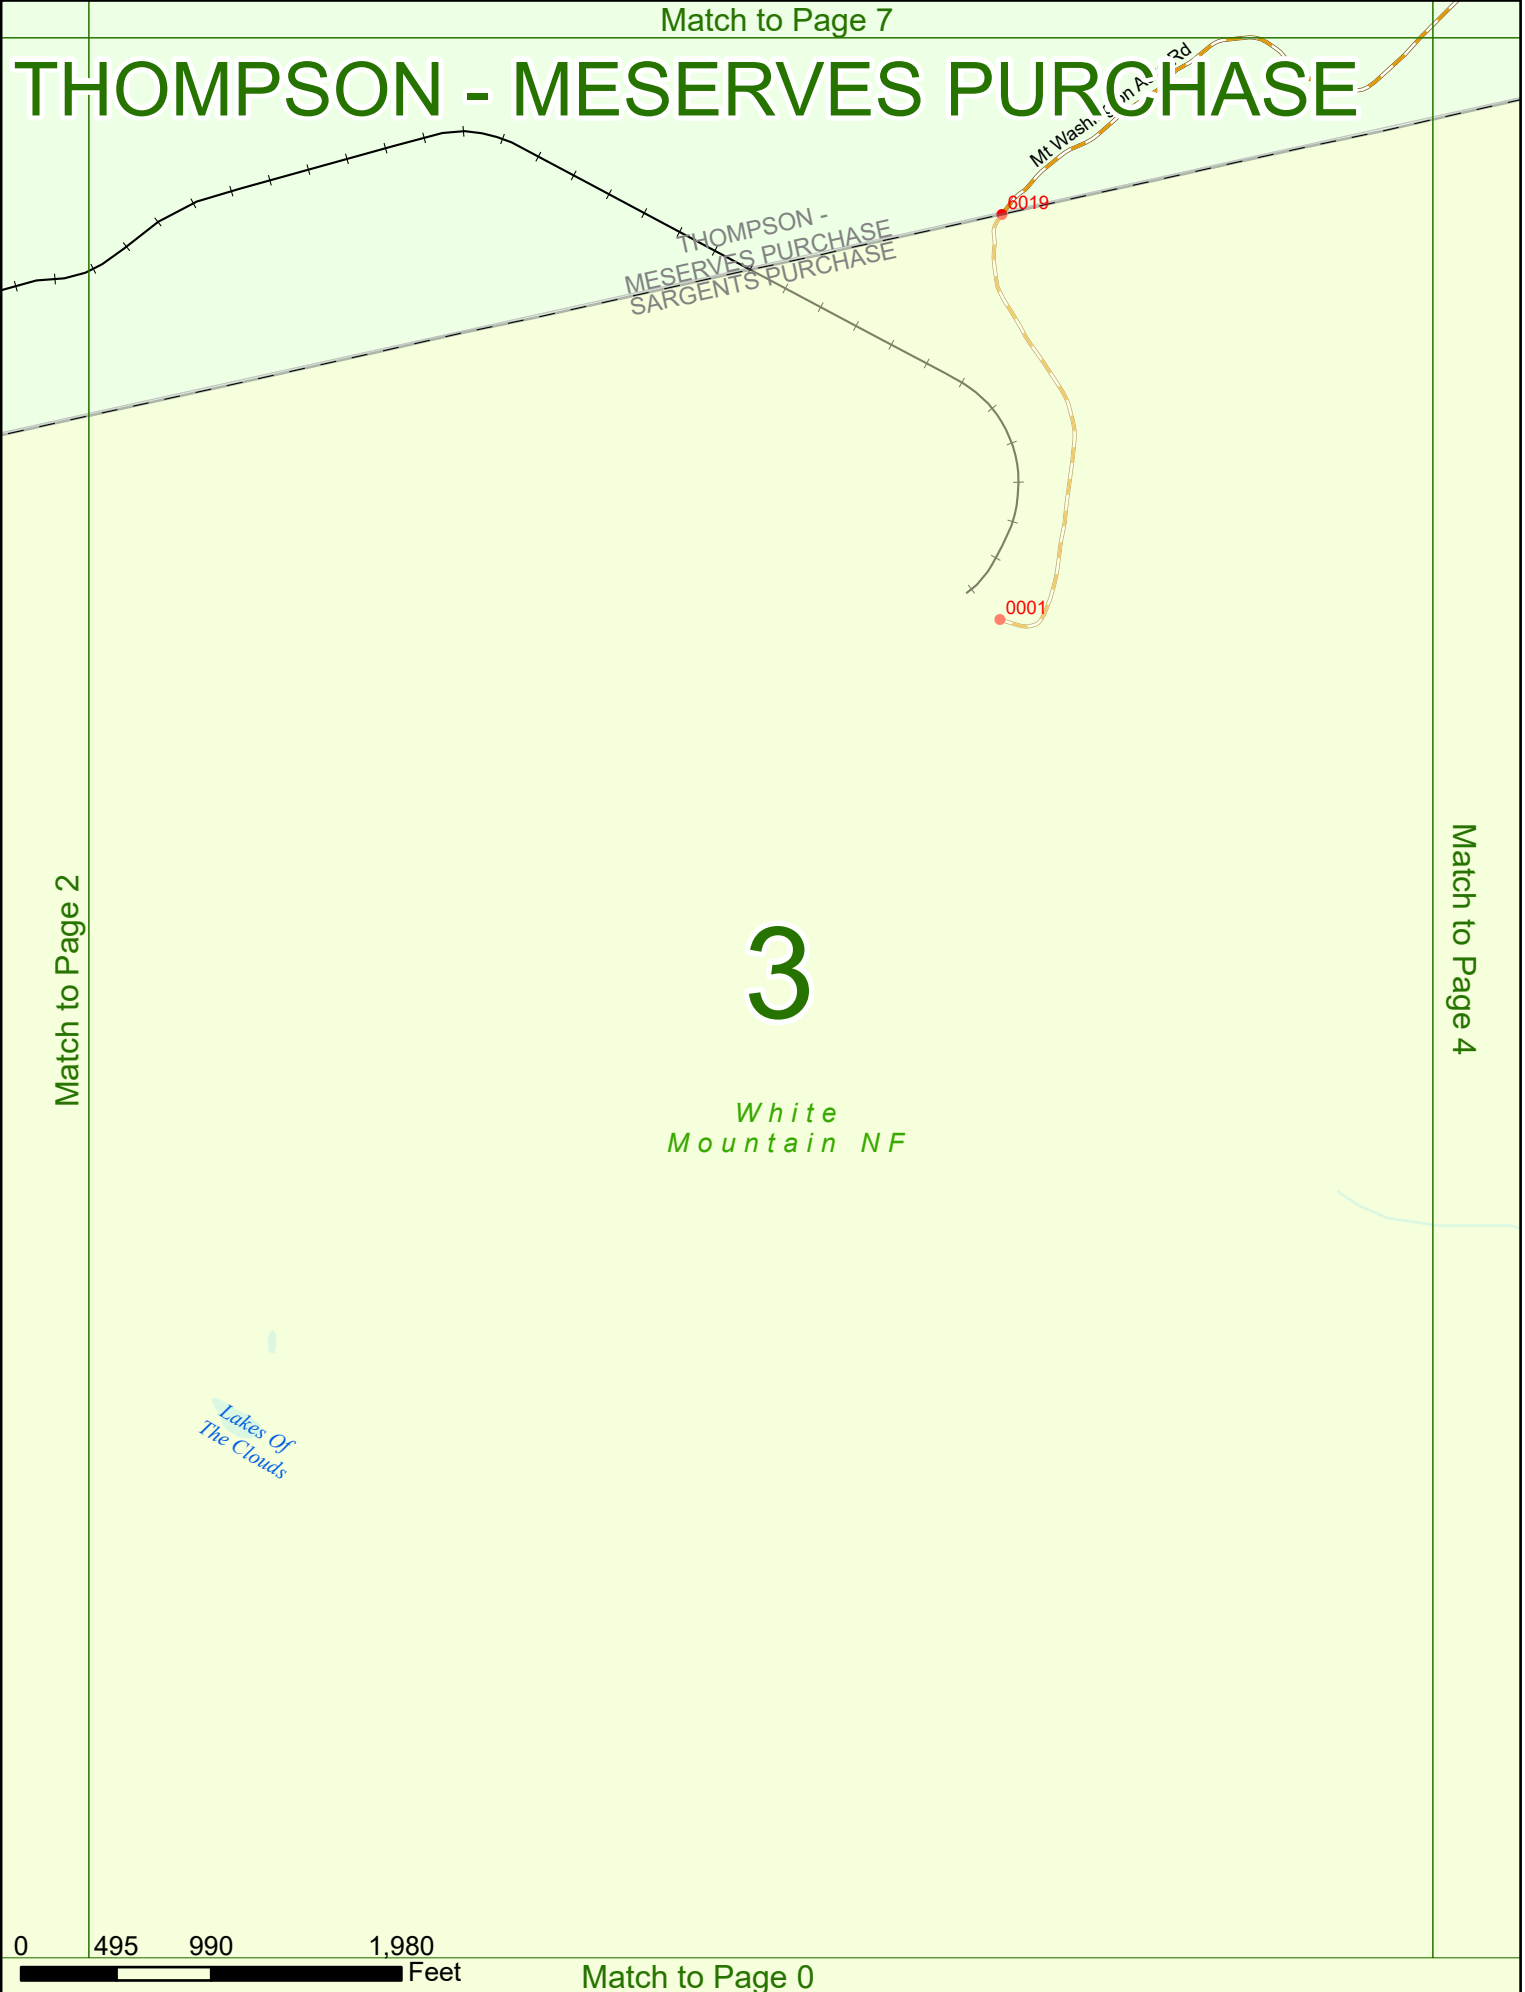 Match to Page 7
THOMPSON - MESERVES PURCHASE
Mt Rd
6019
THOMPSON -
MESERVES PURCHASE
SARGENTS PURCHASE
0001
Match to Page 2
Match to Page 4
3
White
Mountain NF
Lakes Of
The Clouds
0 495 990 1,980
Feet
Match to Page 0